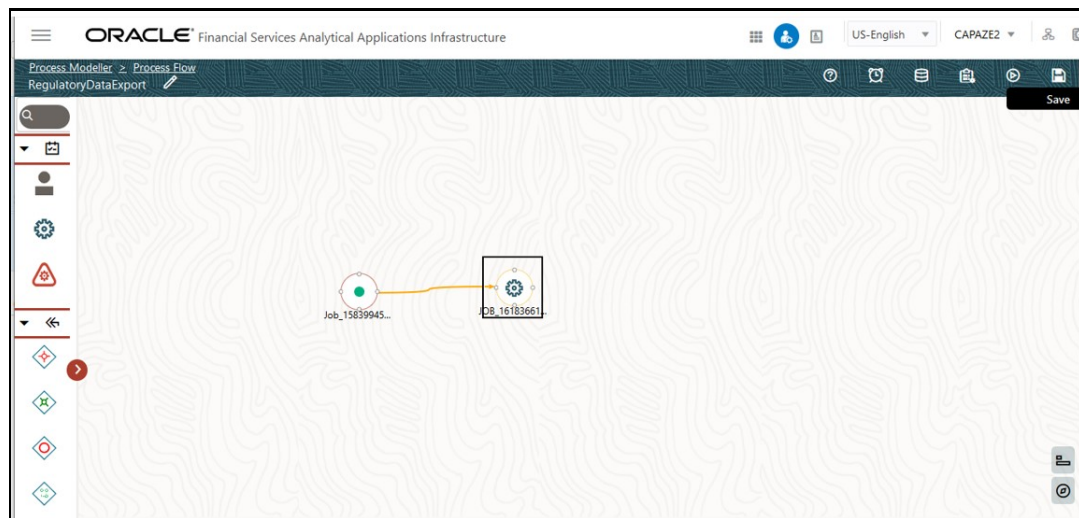 ORACLE Financial Services Analytical Applications Infrastructure
US-English
CAPAZE2
Process Modeller > Process Flow
RegulatoryDataExport
Save
Job_15839945...
JOB_16183661...